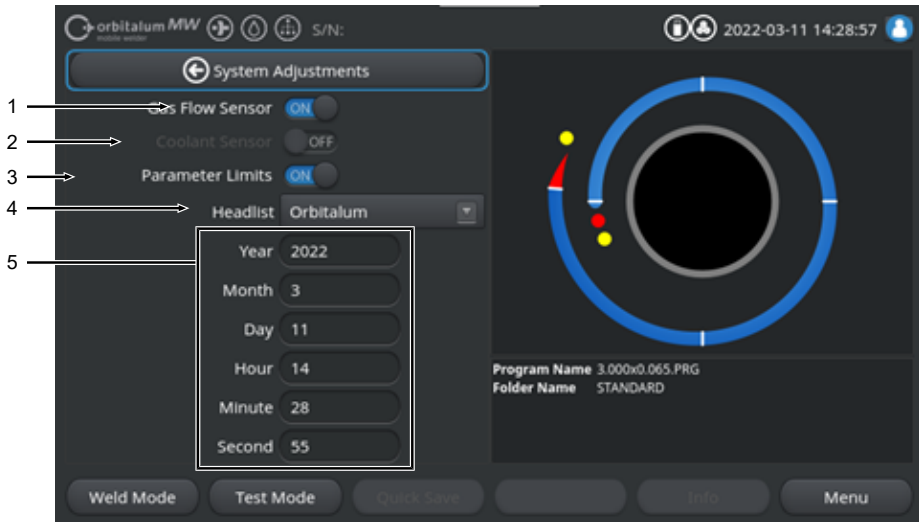 orbitalum MW S/N: 2022-03-11 14:28:57
mobile welder
System Adjustments
1 Gas Flow Sensor ON
2 Coolant Sensor OFF
3 Parameter Limits ON
4 Headlist Orbitalum
5
Year 2022
Month 3
Day 11
Hour 14
Minute 28
Second 55
Program Name 3.000x0.065.PRG
Folder Name STANDARD
Weld Mode Test Mode Quick Save Info Menu